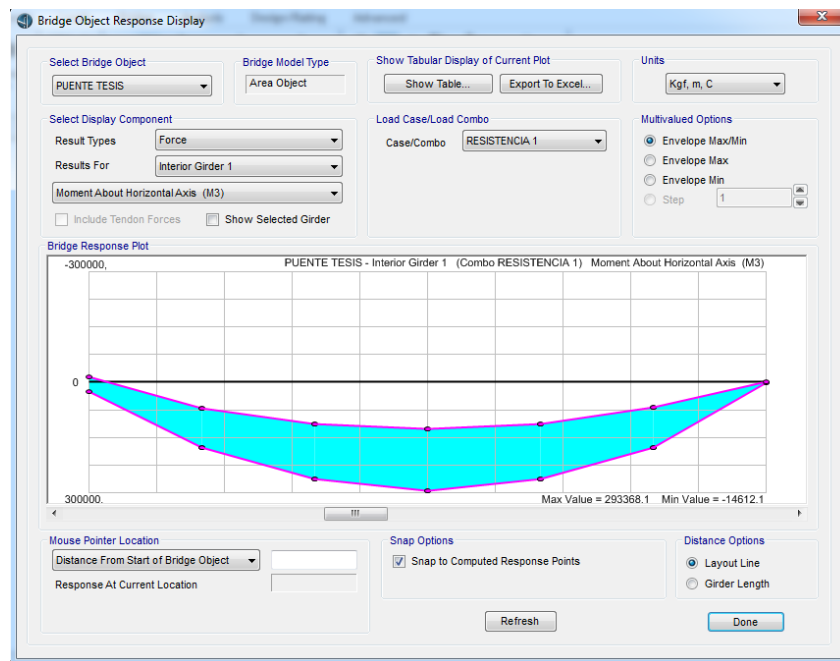 Bridge Object Response Display
Select Bridge Object
PUENTE TESIS
Bridge Model Type
Area Object
Show Tabular Display of Current Plot
Show Table...
Export To Excel...
Units
Kgf, m, C
Select Display Component
Result Types
Force
Results For
Interior Girder 1
Moment About Horizontal Axis (M3)
Include Tendon Forces
Show Selected Girder
Load Case/Load Combo
Case/Combo
RESISTENCIA 1
Multivalued Options
Envelope Max/Min
Envelope Max
Envelope Min
Step
1
Bridge Response Plot
-300000,
PUENTE TESIS - Interior Girder 1 (Combo RESISTENCIA 1) Moment About Horizontal Axis (M3)
0
300000.
Max Value = 293368.1 Min Value = -14612.1
Mouse Pointer Location
Distance From Start of Bridge Object
Response At Current Location
Snap Options
Snap to Computed Response Points
Distance Options
Layout Line
Girder Length
Refresh
Done